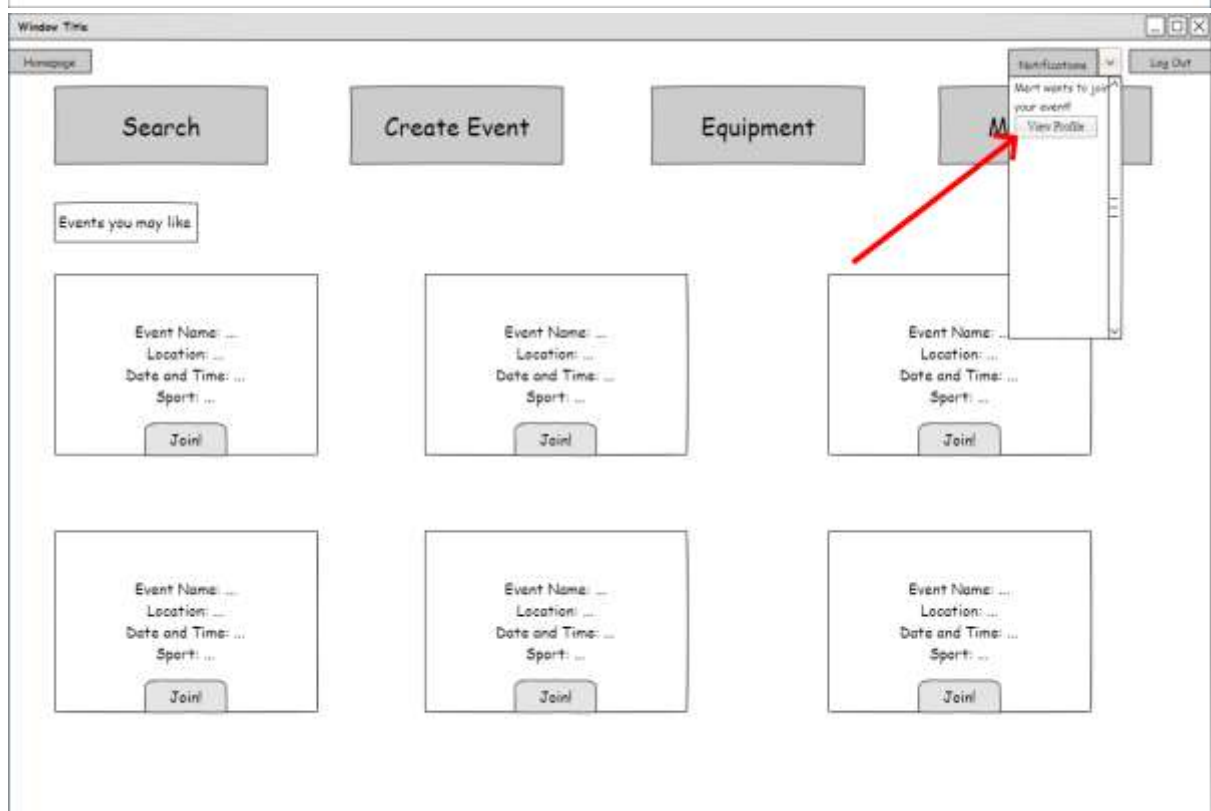 Window Title
Homepage
Notifications
Log Out
Mert wants to join
your event!
View Profile
Search
Create Event
Equipment
M
Events you may like
Event Name: ...
Location: ...
Date and Time: ...
Sport: ...
Join!
Event Name: ...
Location: ...
Date and Time: ...
Sport: ...
Join!
Event Name: ...
Location: ...
Date and Time: ...
Sport: ...
Join!
Event Name: ...
Location: ...
Date and Time: ...
Sport: ...
Join!
Event Name: ...
Location: ...
Date and Time: ...
Sport: ...
Join!
Event Name: ...
Location: ...
Date and Time: ...
Sport: ...
Join!